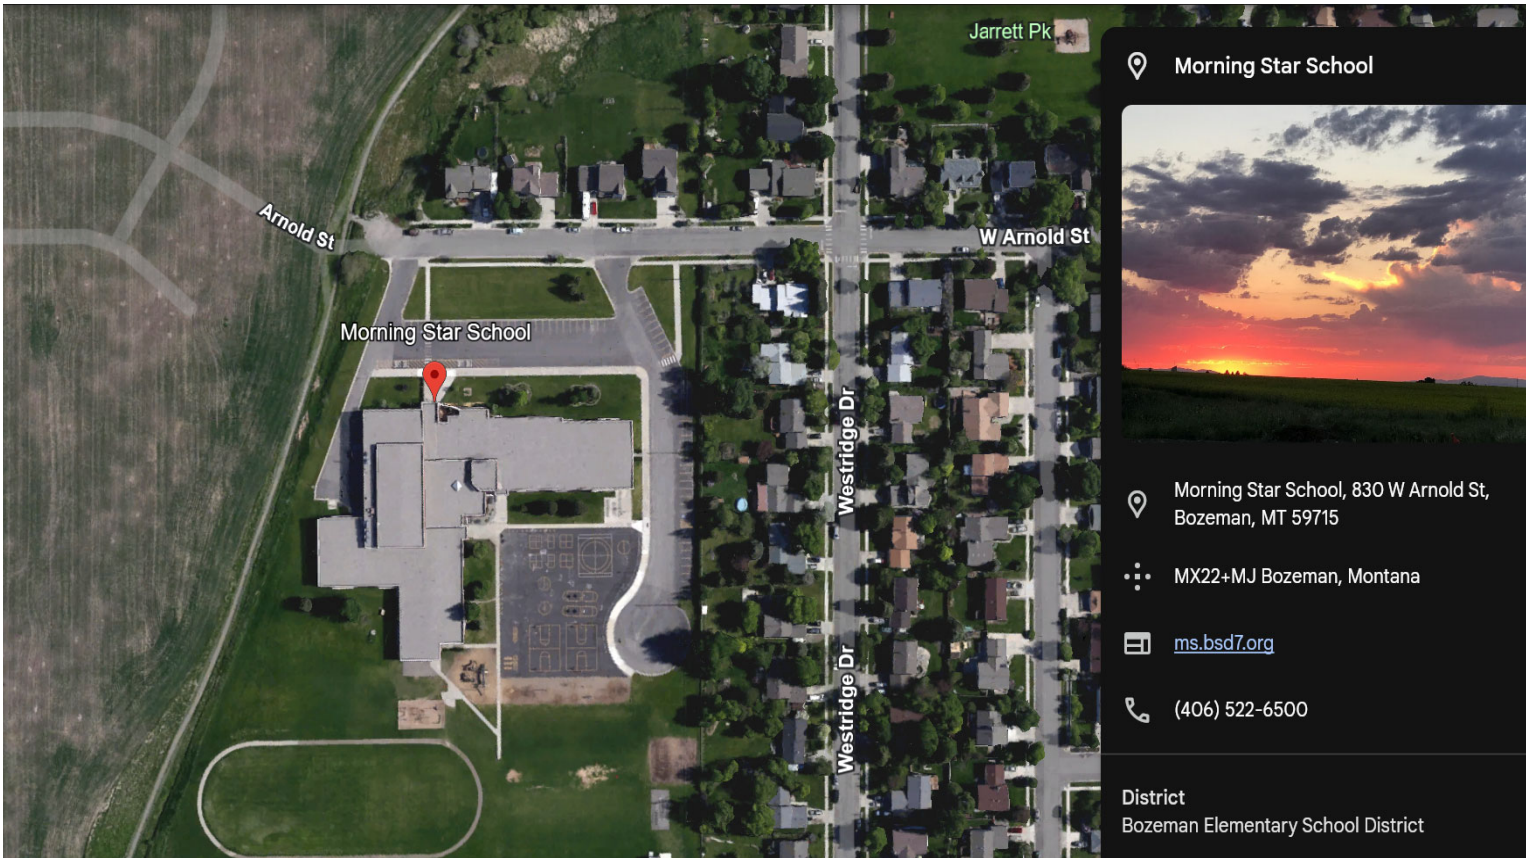 Jarrett Pk
Arnold St
W Arnold St
Morning Star School
Westridge Dr
Westridge Dr
Morning Star School
Morning Star School, 830 W Arnold St,
Bozeman, MT 59715
MX22+MJ Bozeman, Montana
ms.bsd7.org
(406) 522-6500
District
Bozeman Elementary School District